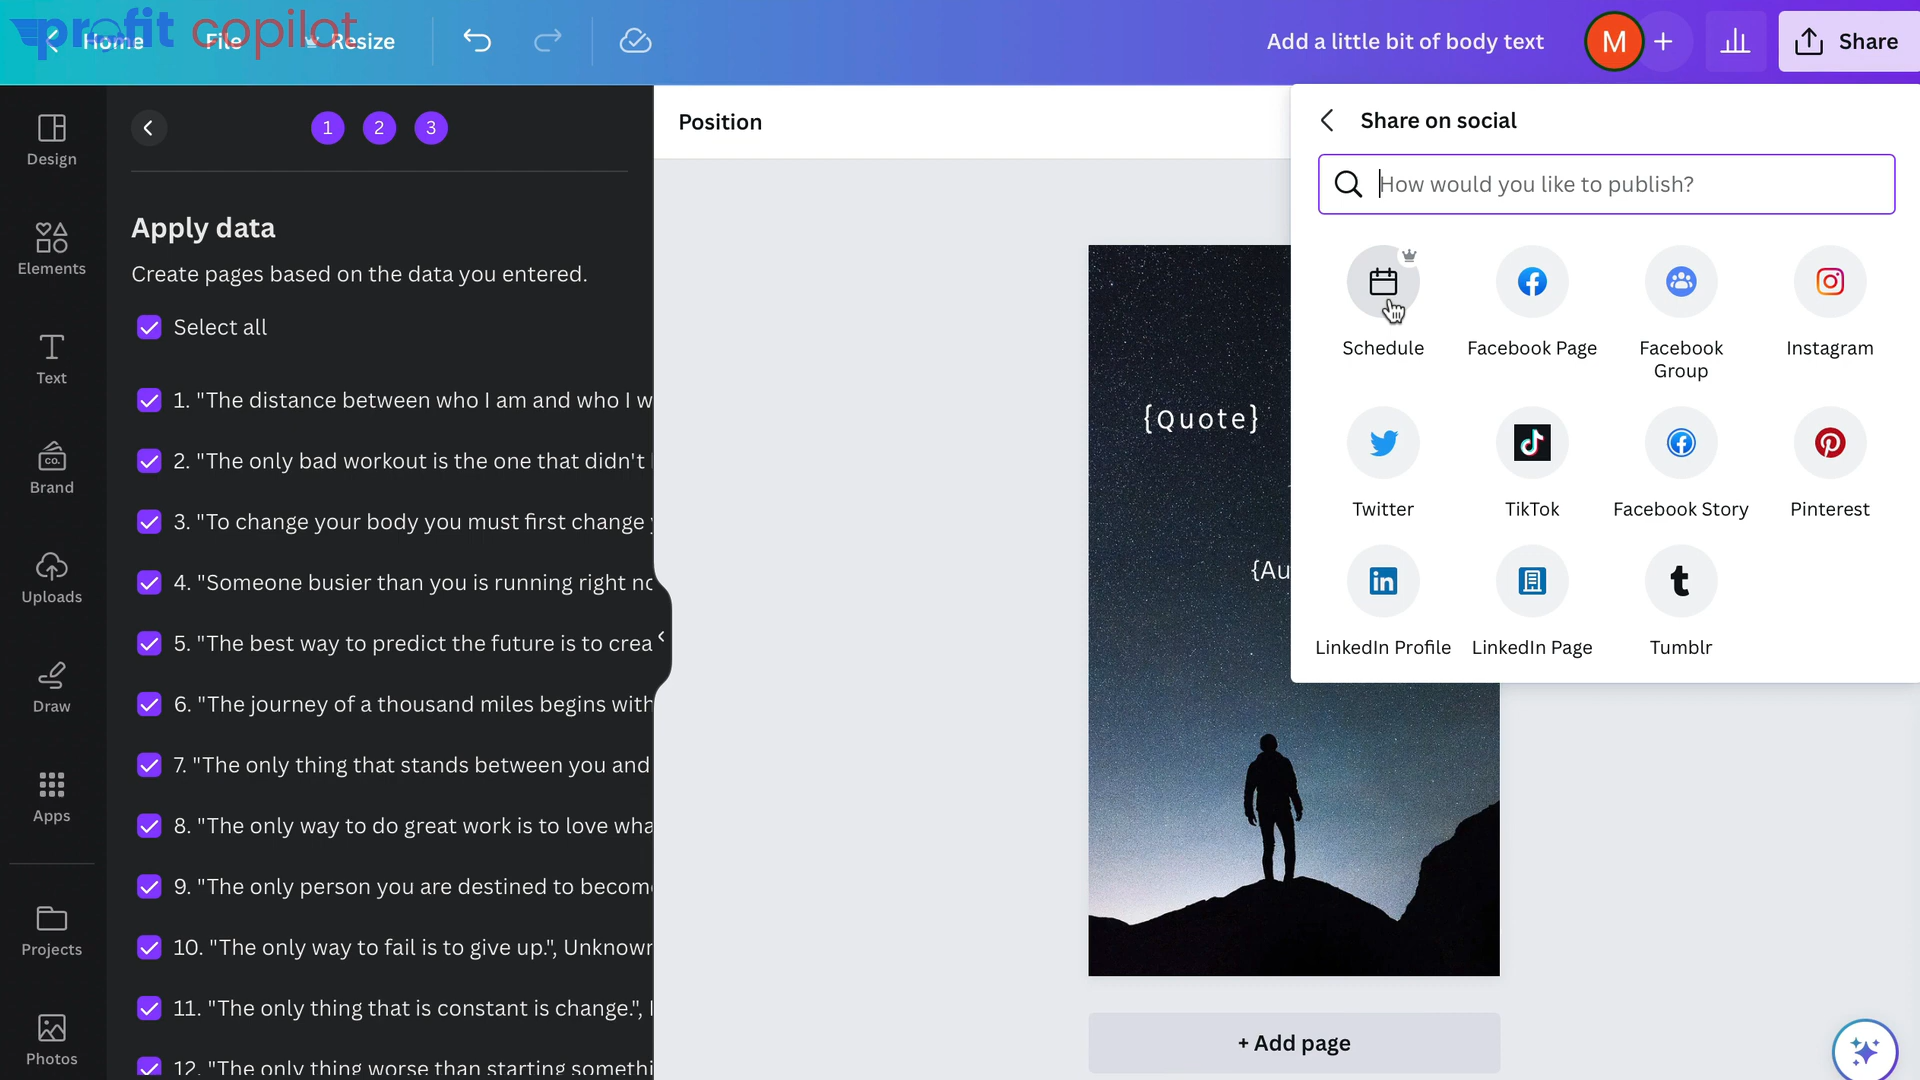 profit copilot
Home
File
Resize
Add a little bit of body text
M
+
Share
Design
Elements
Text
CO.
Brand
Uploads
Draw
Apps
Projects
Photos
1 2 3
Apply data
Create pages based on the data you entered.
Select all
1. "The distance between who I am and who I w
2. "The only bad workout is the one that didn't
3. "To change your body you must first change
4. "Someone busier than you is running right no
5. "The best way to predict the future is to crea
6. "The journey of a thousand miles begins with
7. "The only thing that stands between you and
8. "The only way to do great work is to love wha
9. "The only person you are destined to become
10. "The only way to fail is to give up.", Unknown
11. "The only thing that is constant is change.",
12. "The only thing worse than starting somethi
Position
{Quote}
{Au
+ Add page
Share on social
How would you like to publish?
Schedule
Facebook Page
Facebook
Group
Instagram
Twitter
TikTok
Facebook Story
Pinterest
LinkedIn Profile
LinkedIn Page
Tumblr